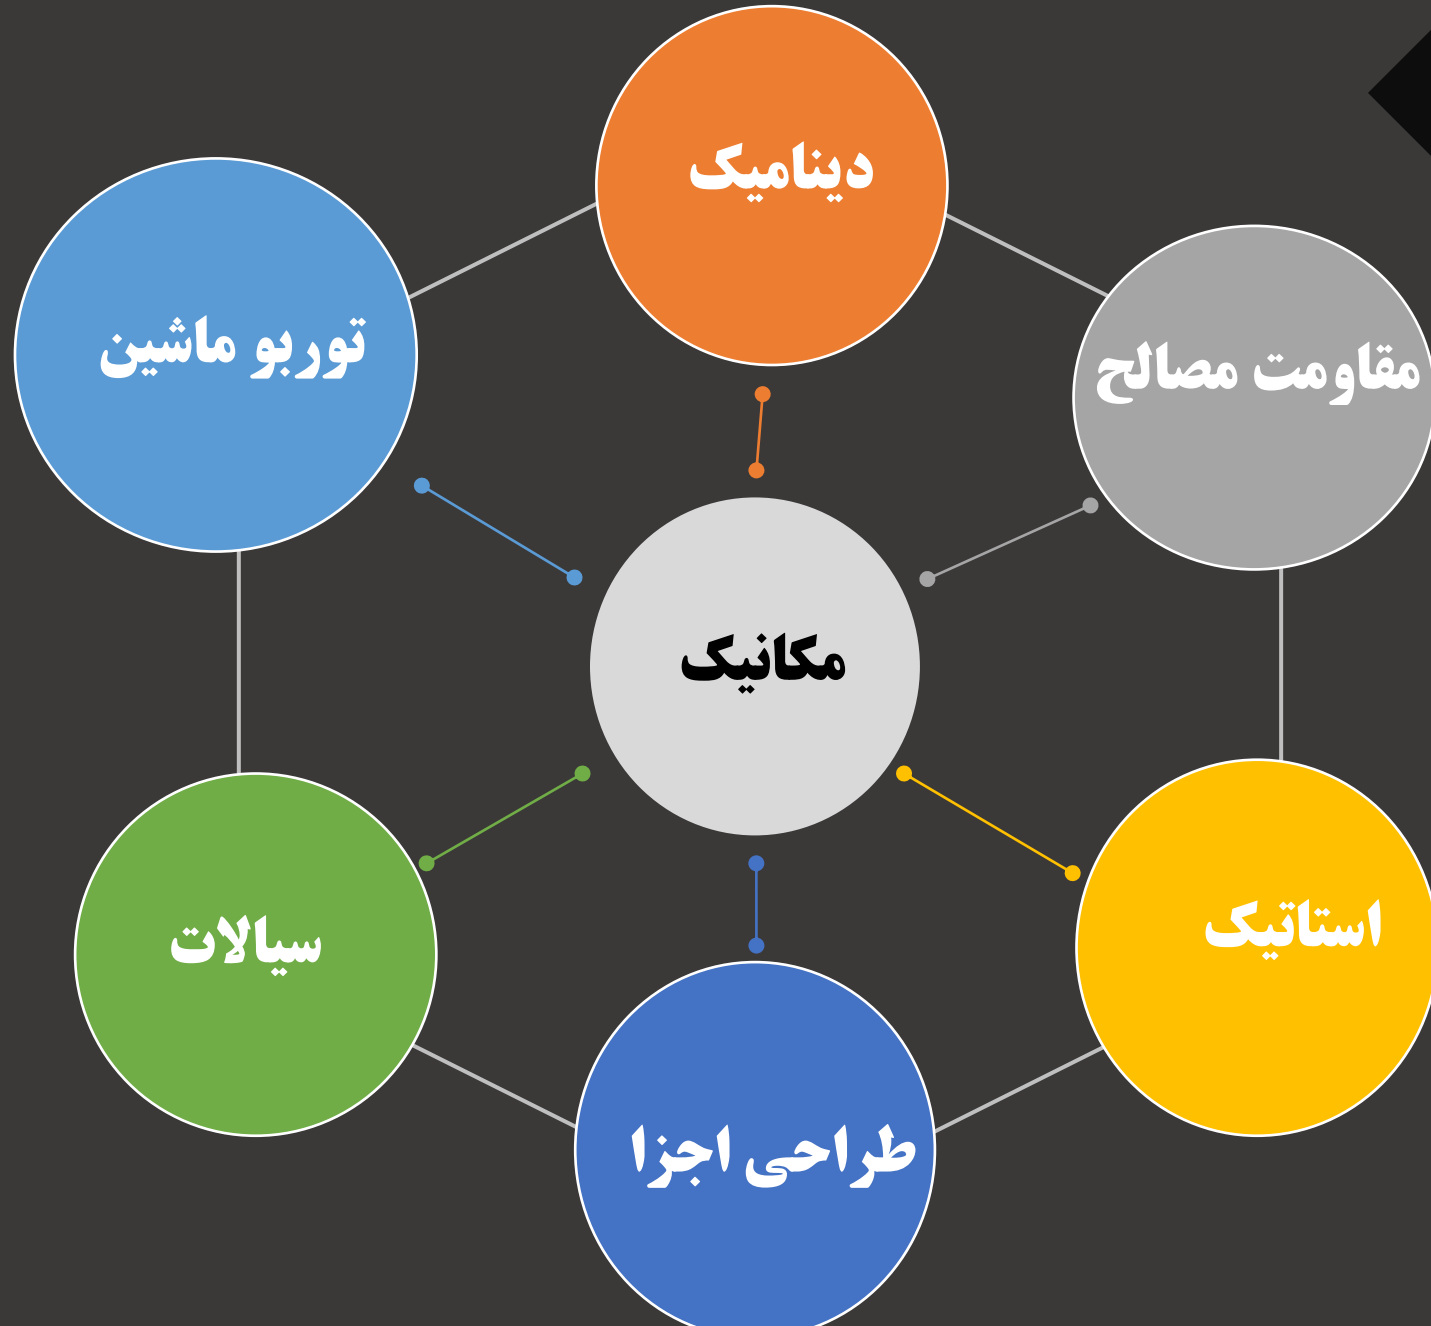 دینامیک
توربو ماشین
مقاومت مصالح
مکانیک
سیالات
استاتیک
طراحی اجزا